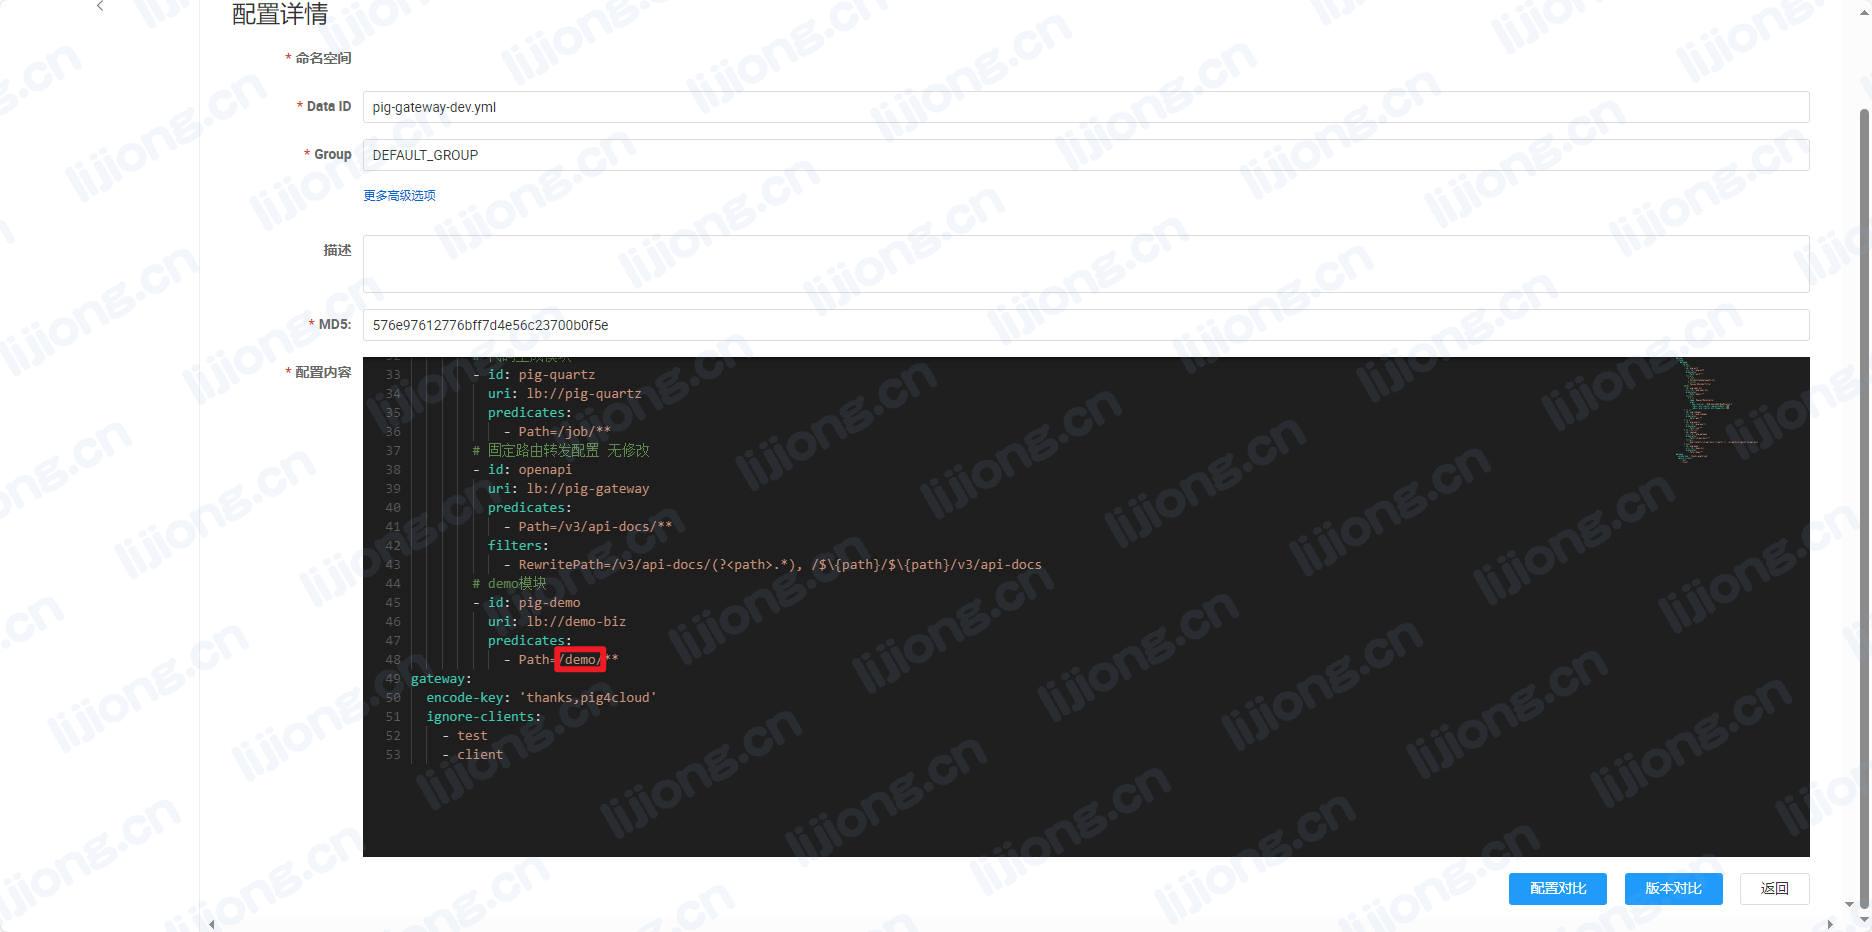 配置详情
* 命名空间
* Data ID
pig-gateway-dev.yml
* Group
DEFAULT_GROUP
更多高级选项
描述
* MD5:
576e97612776bff7d4e56c23700b0f5e
* 配置内容
33 - id: pig-quartz
34 uri: lb://pig-quartz
35 predicates:
36 - Path=/job/**
37 # 固定路由转发配置 无修改
38 - id: openapi
39 uri: lb://pig-gateway
40 predicates:
41 - Path=/v3/api-docs/**
42 filters:
43 - RewritePath=/v3/api-docs/(?<path>.*), /$\{path}/$\{path}/v3/api-docs
44 # demo模块
45 - id: pig-demo
46 uri: lb://demo-biz
47 predicates:
48 - Path=/demo/**
49 gateway:
50 encode-key: 'thanks,pig4cloud'
51 ignore-clients:
52 - test
53 - client
配置对比
版本对比
返回
lijiong.cn